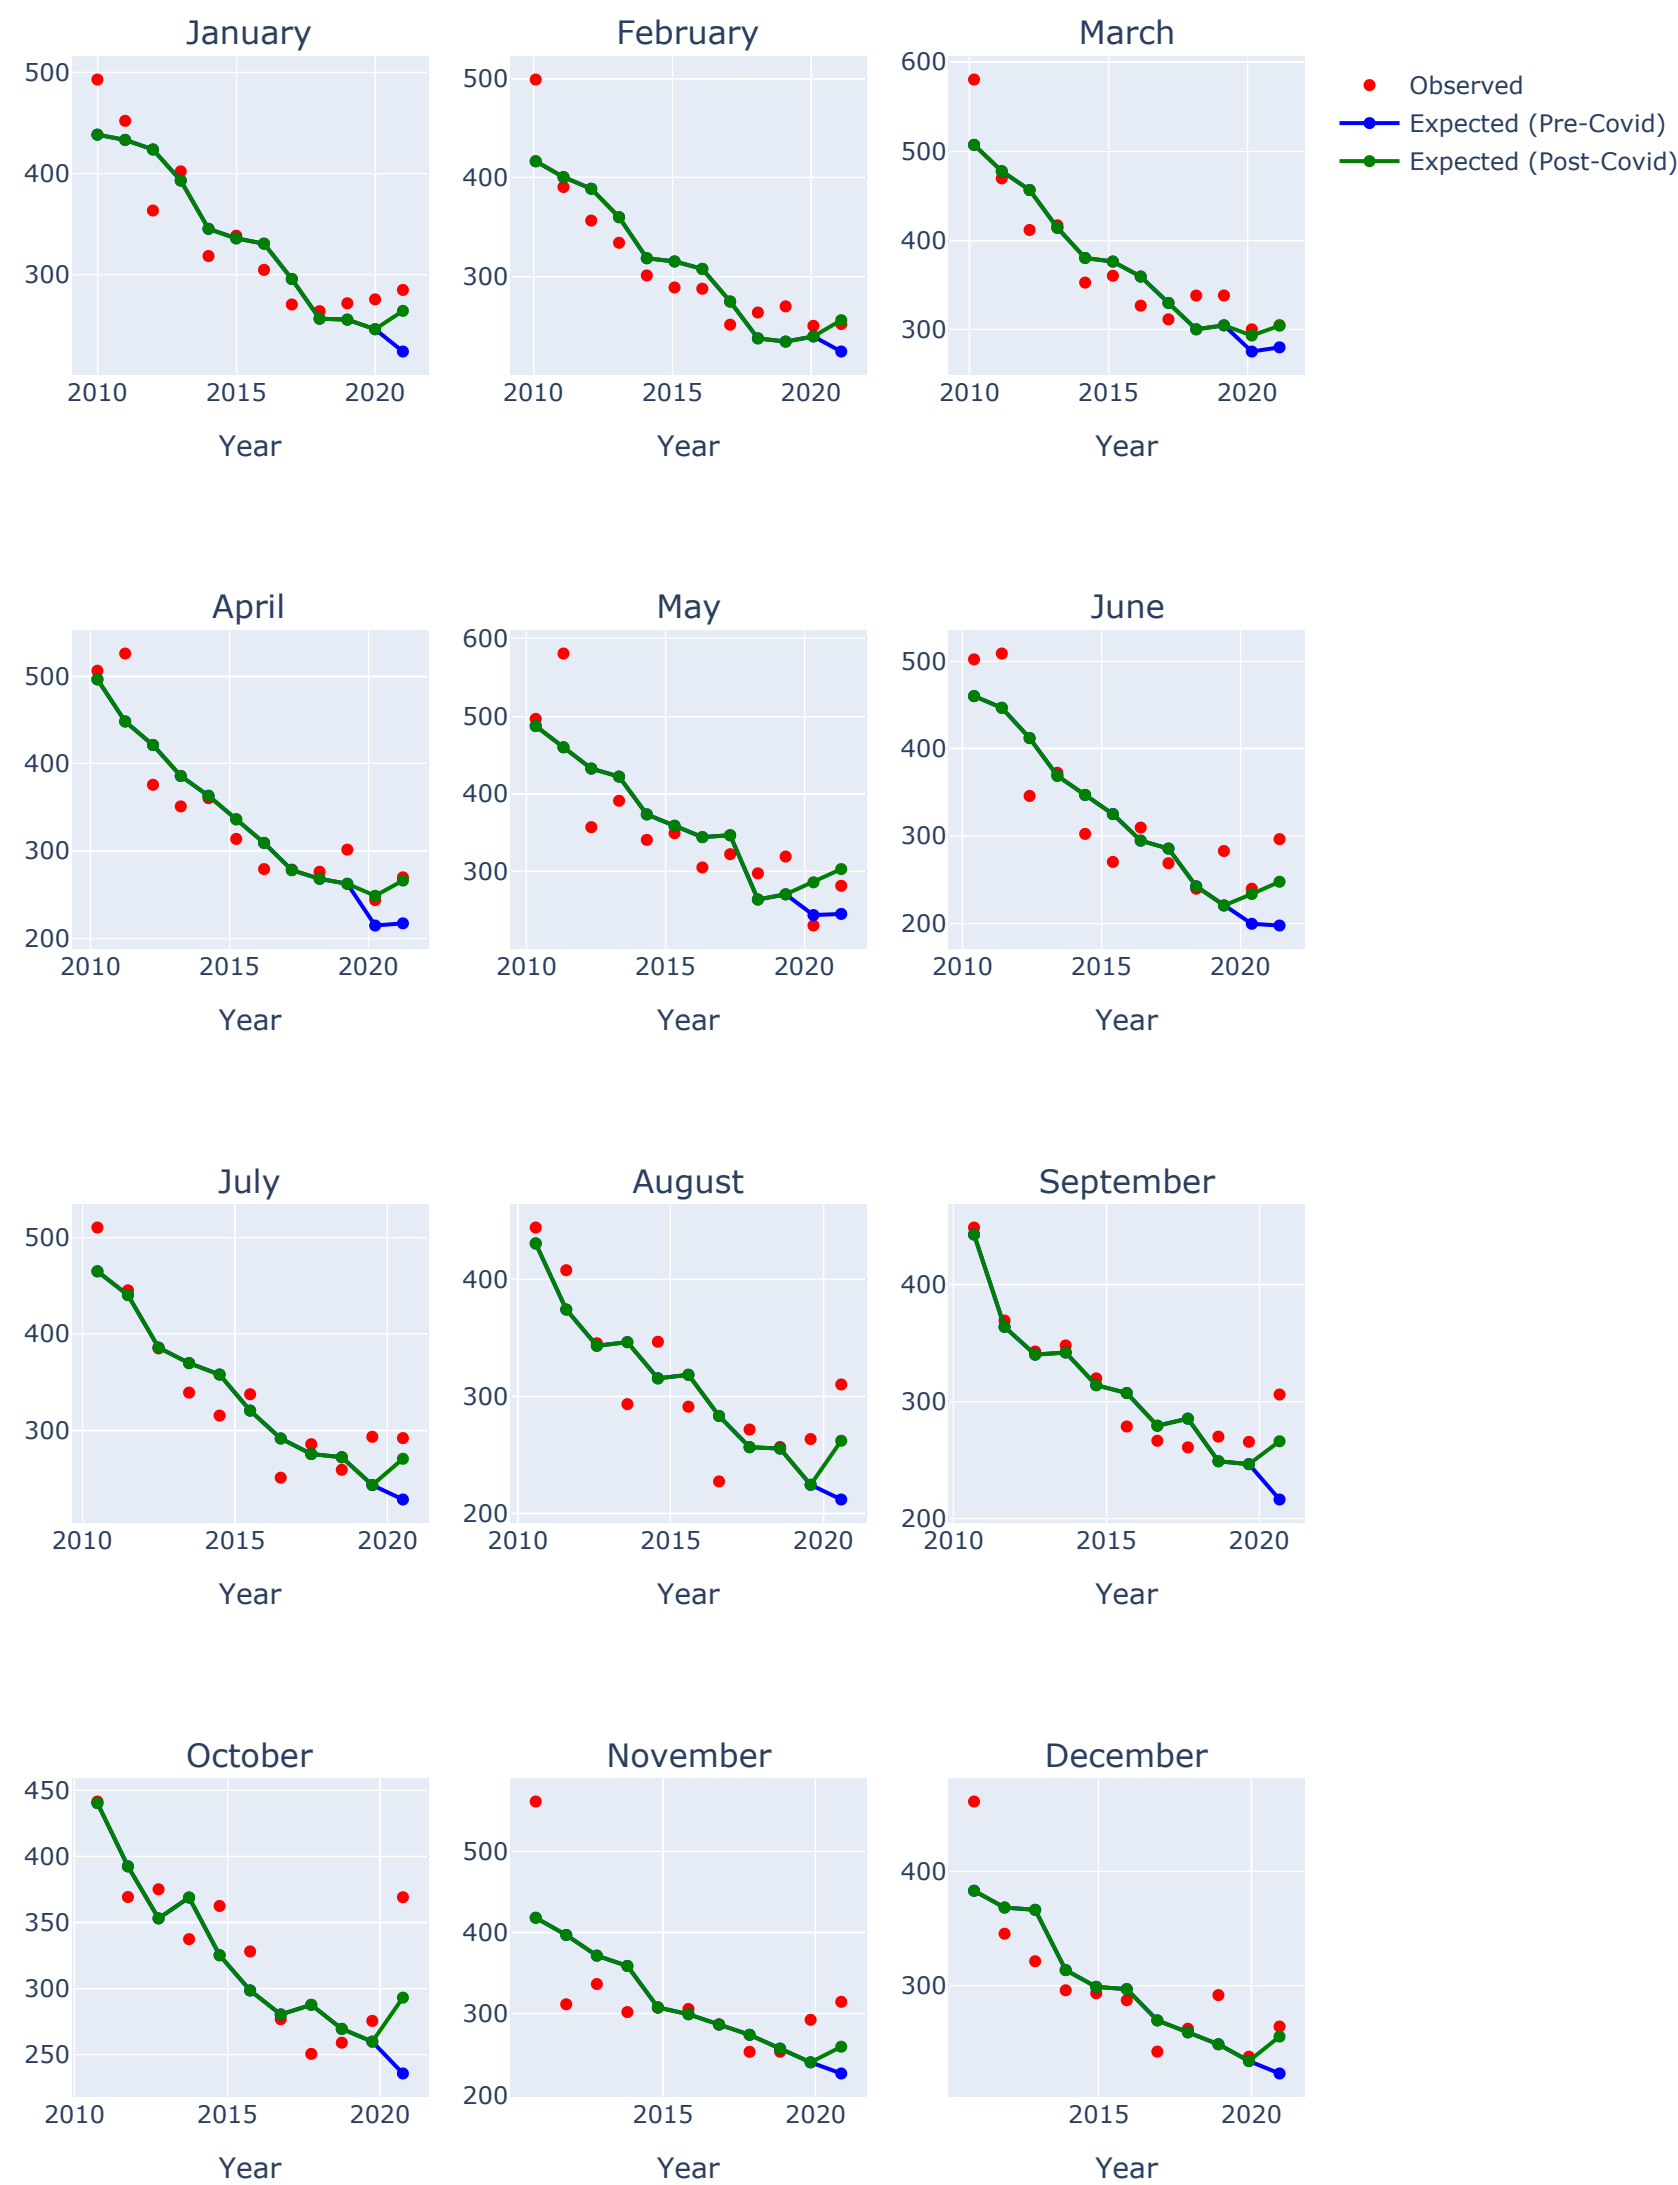 January
February
March
500
400
300
2010 2015 2020
Year
500
400
300
2010 2015 2020
Year
600
500
400
300
2010 2015 2020
Year
Observed
Expected (Pre-Covid)
Expected (Post-Covid)
April
May
June
500
400
300
200
2010 2015 2020
Year
600
500
400
300
2010 2015 2020
Year
500
400
300
200
2010 2015 2020
Year
July
August
September
500
400
300
2010 2015 2020
Year
400
300
200
2010 2015 2020
Year
400
300
200
2010 2015 2020
Year
October
November
December
450
400
350
300
250
2010 2015 2020
Year
500
400
300
200
2015 2020
Year
400
300
2015 2020
Year